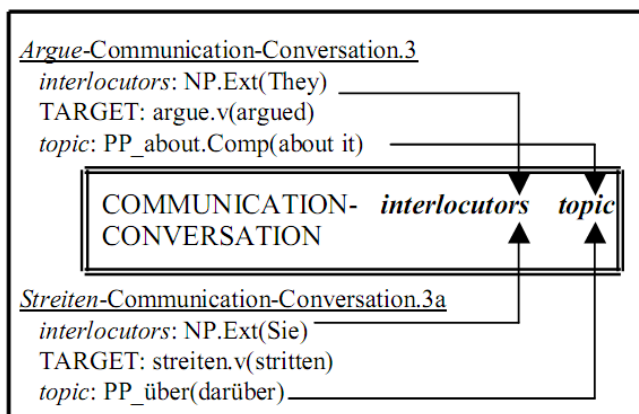 Argue-Communication-Conversation.3
interlocutors: NP.Ext(They)
TARGET: argue.v(argued)
topic: PP_about.Comp(about it)
COMMUNICATION- interlocutors topic
CONVERSATION
Streiten-Communication-Conversation.3a
interlocutors: NP.Ext(Sie)
TARGET: streiten.v(stritten)
topic: PP_über(darüber)